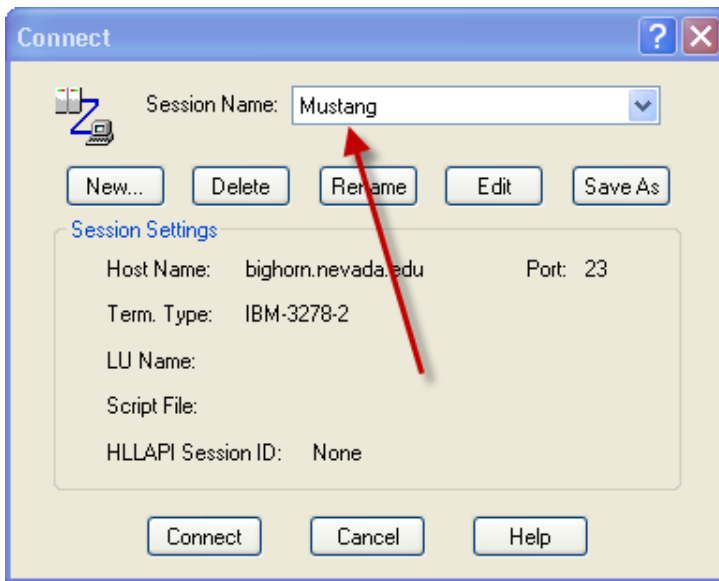 Connect
Session Name: Mustang
New... Delete Rename Edit Save As
Session Settings
Host Name: bighorn.nevada.edu Port: 23
Term. Type: IBM-3278-2
LU Name:
Script File:
HLLAPI Session ID: None
Connect Cancel Help